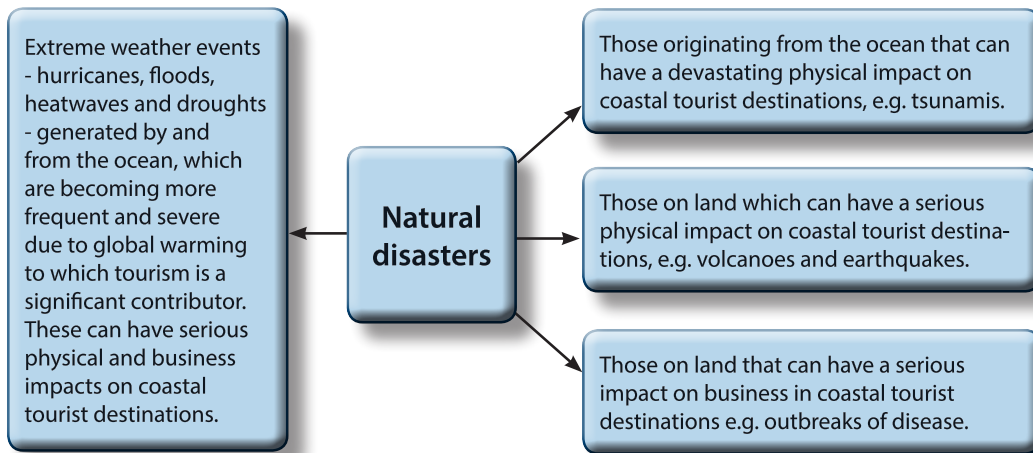 Extreme weather events
- hurricanes, floods,
heatwaves and droughts
- generated by and
from the ocean, which
are becoming more
frequent and severe
due to global warming
to which tourism is a
significant contributor.
These can have serious
physical and business
impacts on coastal
tourist destinations.
Natural
disasters
Those originating from the ocean that can
have a devastating physical impact on
coastal tourist destinations, e.g. tsunamis.
Those on land which can have a serious
physical impact on coastal tourist destina-
tions, e.g. volcanoes and earthquakes.
Those on land that can have a serious
impact on business in coastal tourist
destinations e.g. outbreaks of disease.